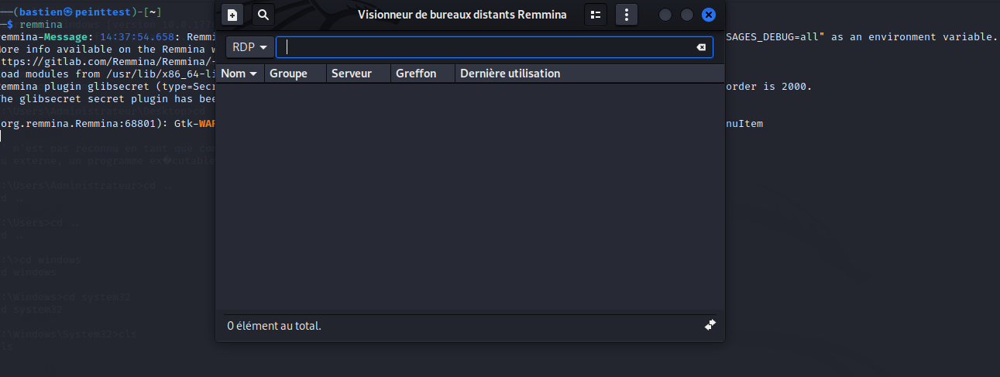 ──(bastien㉿peinttest)-[~]
─$ remmina
emmina-Message: 14:37:54.658: Remmi
SAGES_DEBUG=all" as an environment variable.
ore info available on the Remmina w
ttps://gitlab.com/Remmina/Remmina/-
oad modules from /usr/lib/x86_64-li
emmina plugin glibsecret (type=Secr
order is 2000.
he glibsecret secret plugin has bee
:\Users\Administrateur\Desktop>cd
org.remmina.Remmina:68801): Gtk-WAR
nuItem
n'est pas reconnu en tant que com
u externe, un programme ex�cutable
:\Users\Administrateur>cd ..
d ..
:\Users>cd ..
d ..
:\>cd windows
d windows
:\Windows>cd system32
d system32
:\Windows\System32>cls
ls
Visionneur de bureaux distants Remmina
RDP
Nom Groupe Serveur Greffon Dernière utilisation
0 élément au total.